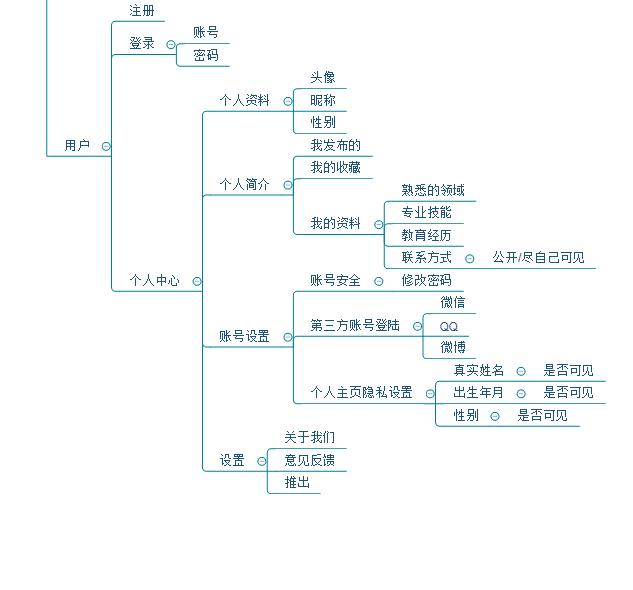 注册
账号
登录
密码
头像
个人资料
昵称
性别
我发布的
用户
我的收藏
个人简介
熟悉的领域
专业技能
我的资料
教育经历
联系方式
公开/尽自己可见
个人中心
账号安全
修改密码
微信
第三方账号登陆
QQ
账号设置
微博
真实姓名
是否可见
个人主页隐私设置
出生年月
是否可见
性别
是否可见
关于我们
设置
意见反馈
推出